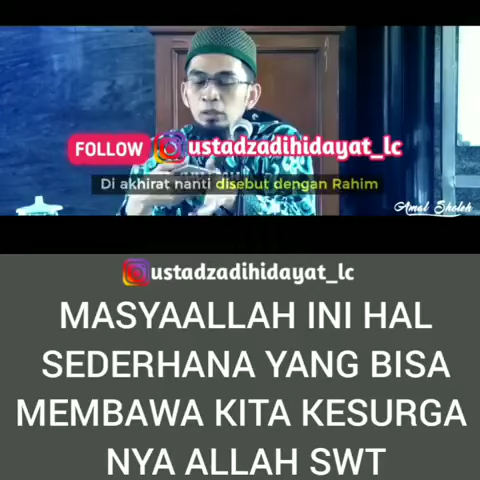 FOLLOW ustadzadihidayat_lc
Di akhirat nanti disebut dengan Rahim
Amal Sholeh
ustadzadihidayat_lc
MASYAALLAH INI HAL
SEDERHANA YANG BISA
MEMBAWA KITA KESURGA
NYA ALLAH SWT